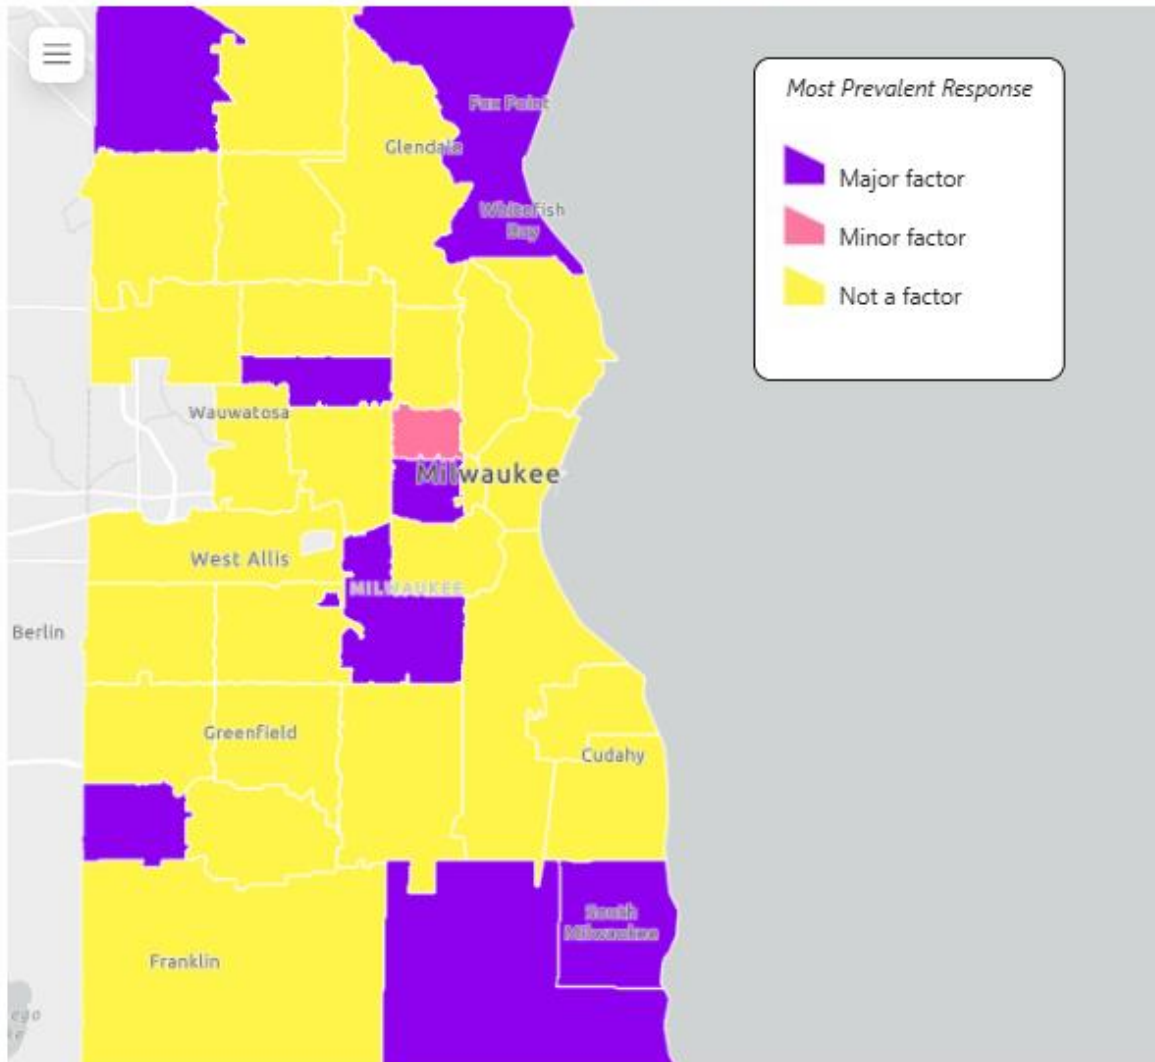 Most Prevalent Response
Major factor
Minor factor
Not a factor
Fox Point
Glendale
Whitefish
Bay
Wauwatosa
Milwaukee
West Allis
MILWAUKEE
Berlin
Greenfield
Cudahy
South
Milwaukee
Franklin
ego